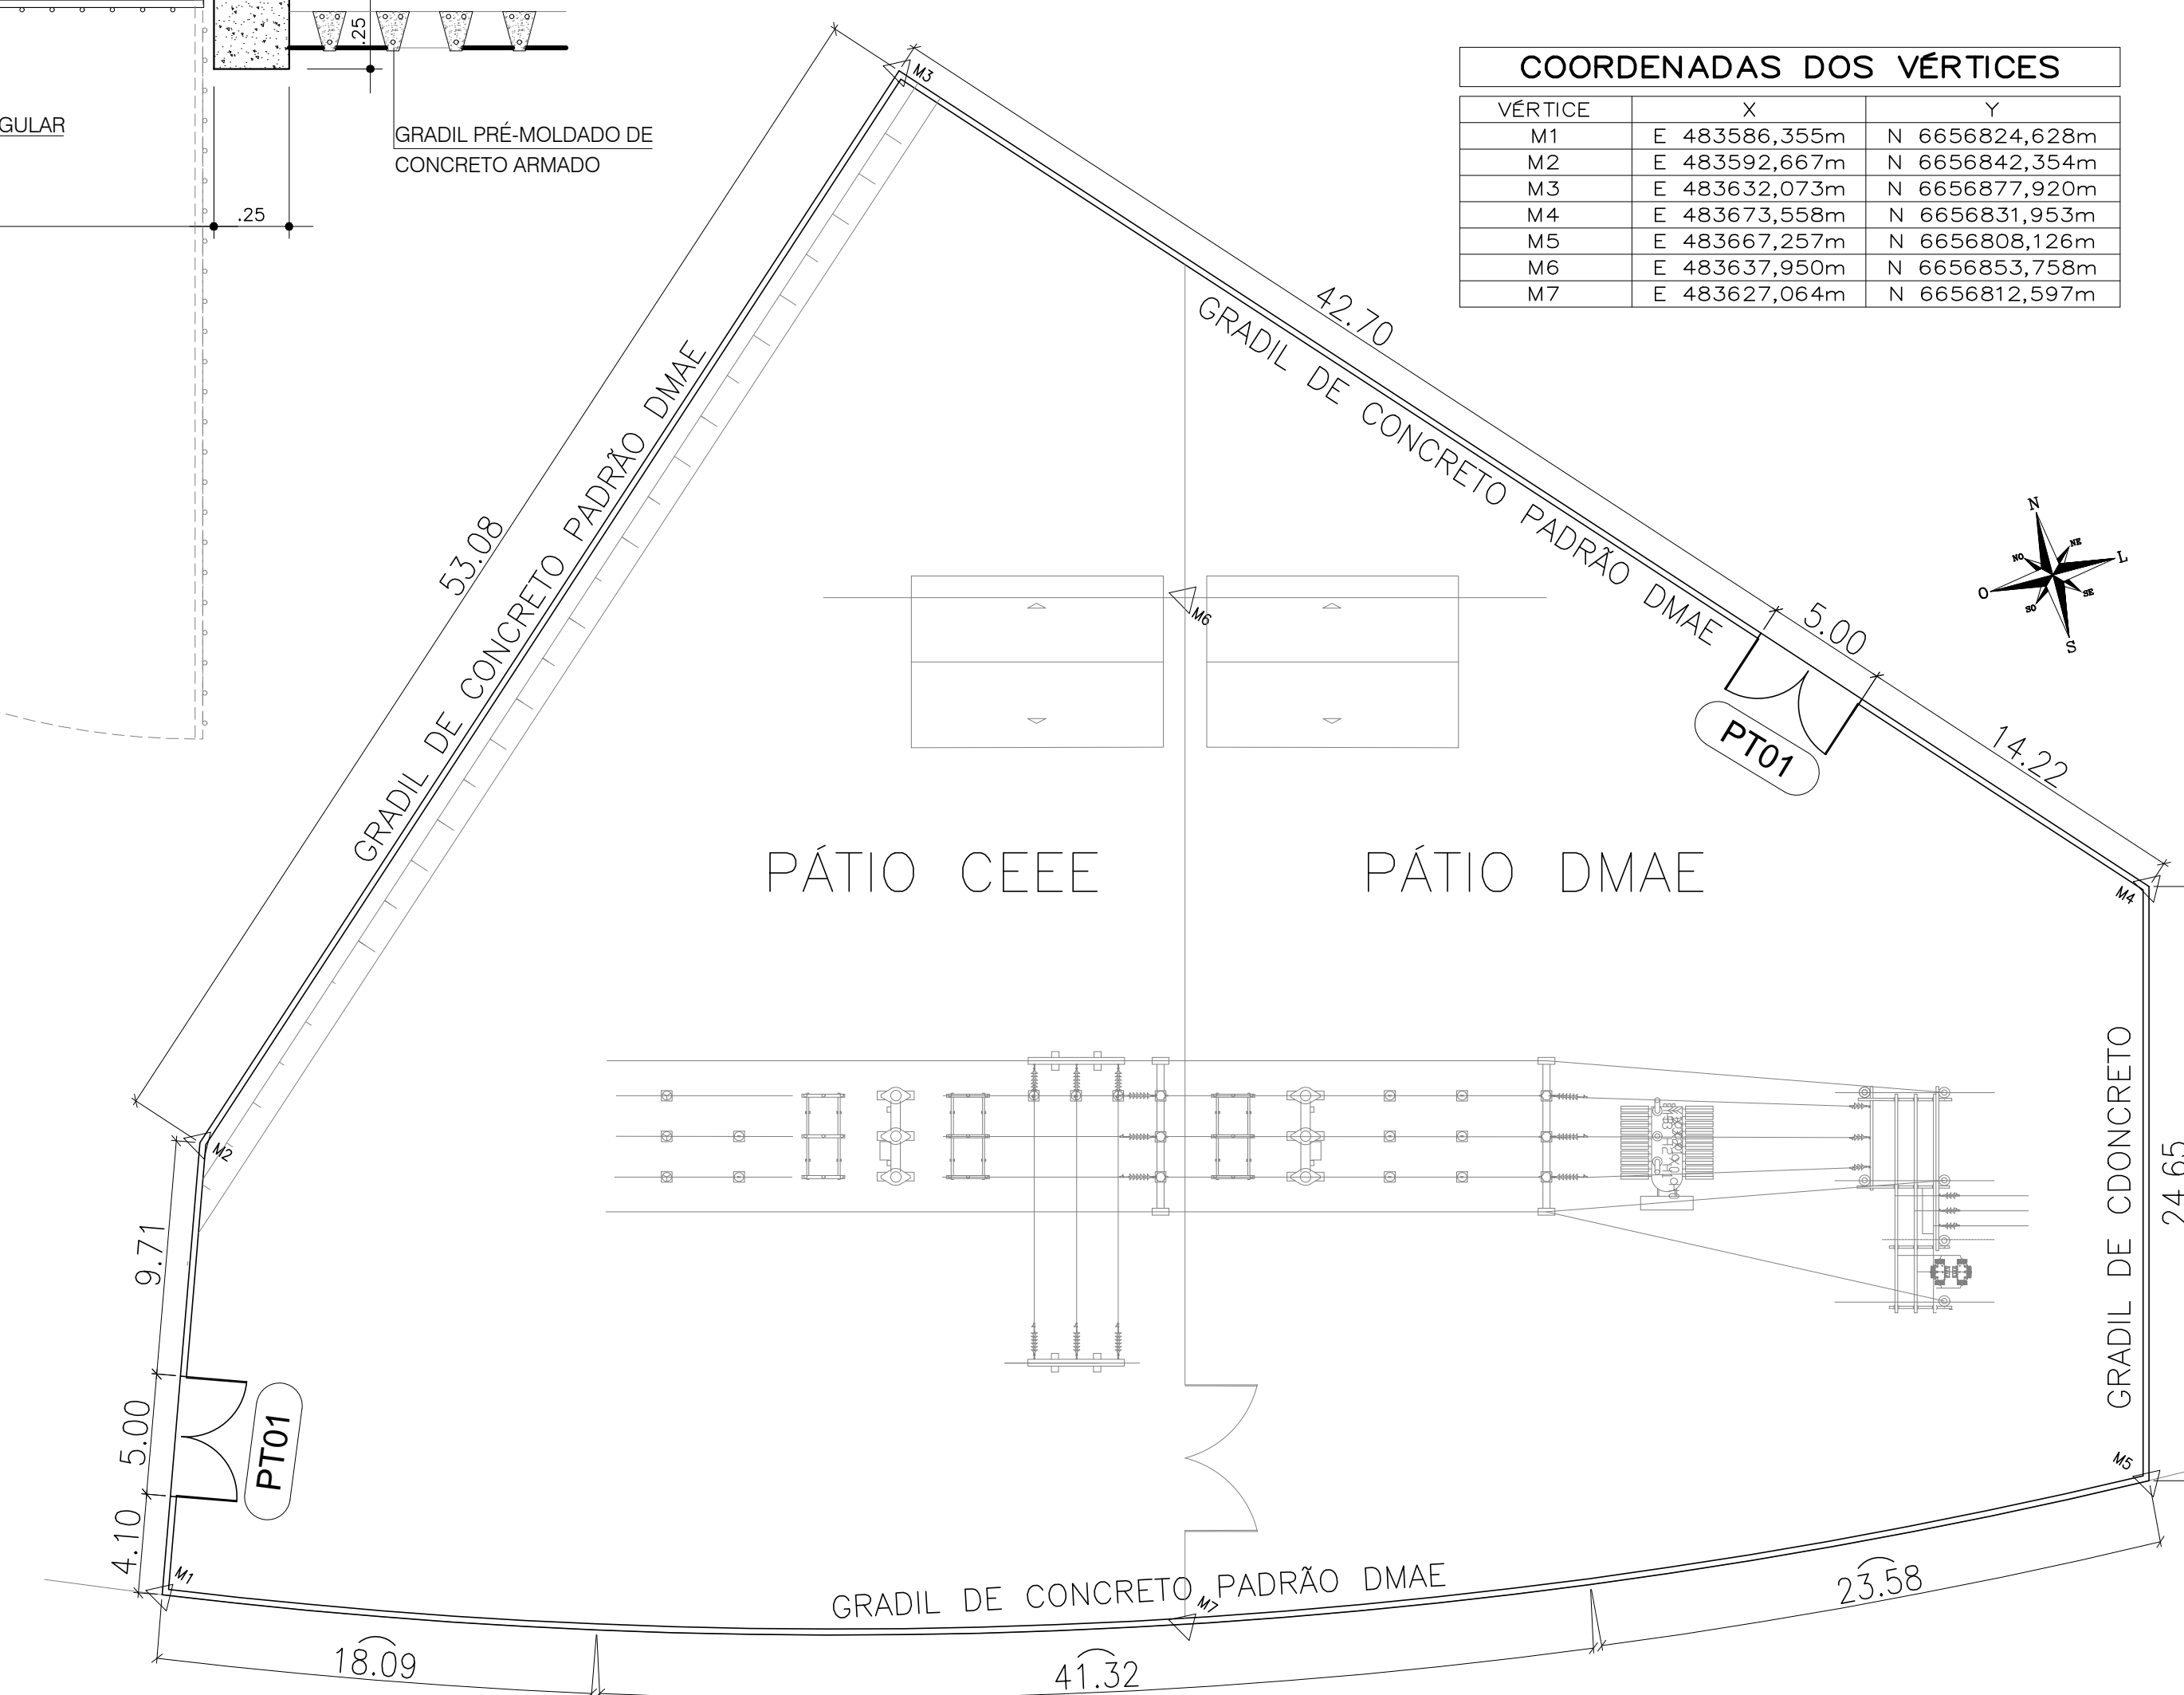 GULAR
.25
.25
GRADIL PRÉ-MOLDADO DE
CONCRETO ARMADO
COORDENADAS DOS VÉRTICES
VÉRTICE X Y
M1 E 483586,355m N 6656824,628m
M2 E 483592,667m N 6656842,354m
M3 E 483632,073m N 6656877,920m
M4 E 483673,558m N 6656831,953m
M5 E 483667,257m N 6656808,126m
M6 E 483637,950m N 6656853,758m
M7 E 483627,064m N 6656812,597m
M3
42.70
GRADIL DE CONCRETO PADRÃO DMAE
53.08
GRADIL DE CONCRETO PADRÃO DMAE
N
NE
L
SE
S
SO
O
NO
M6
5.00
PT01
14.22
PÁTIO CEEE
PÁTIO DMAE
M4
M2
9.71
5.00
PT01
4.10
M1
GRADIL DE CDONCRETO
24.65
M5
GRADIL DE CONCRETO PADRÃO DMAE
M7
18.09
41.32
23.58